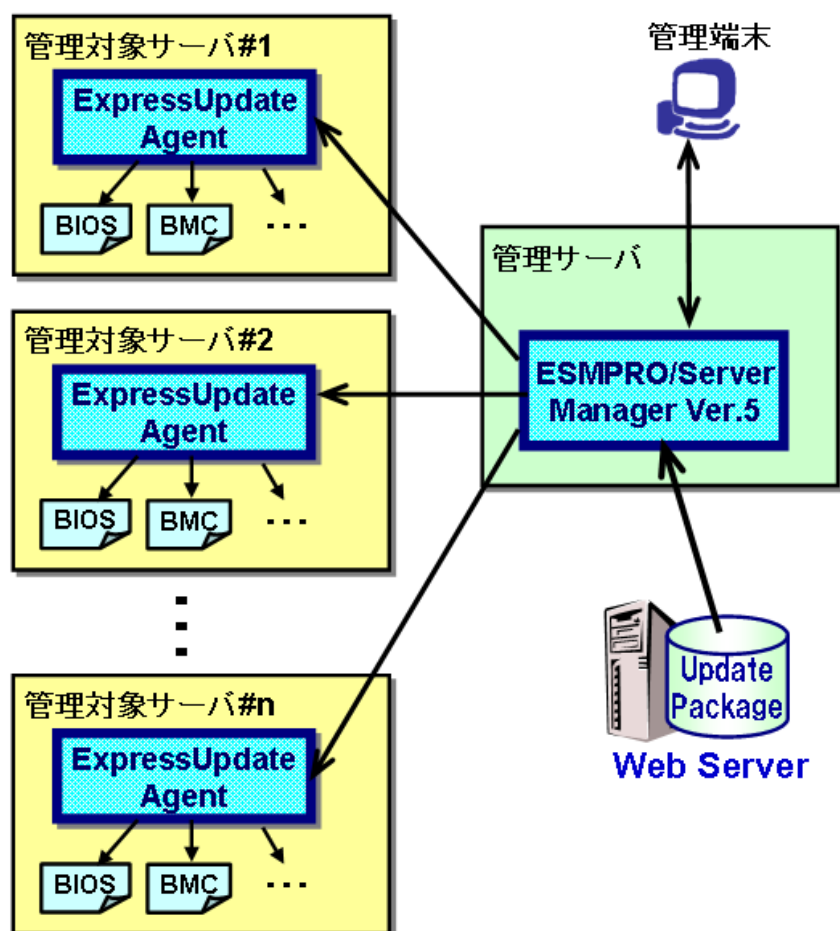 管理対象サーバ#1
ExpressUpdate
Agent
BIOS
BMC
...
管理端末
管理サーバ
ESMPRO/Server
Manager Ver.5
管理対象サーバ#2
ExpressUpdate
Agent
BIOS
BMC
...
管理対象サーバ#n
ExpressUpdate
Agent
BIOS
BMC
...
Update
Package
Web Server